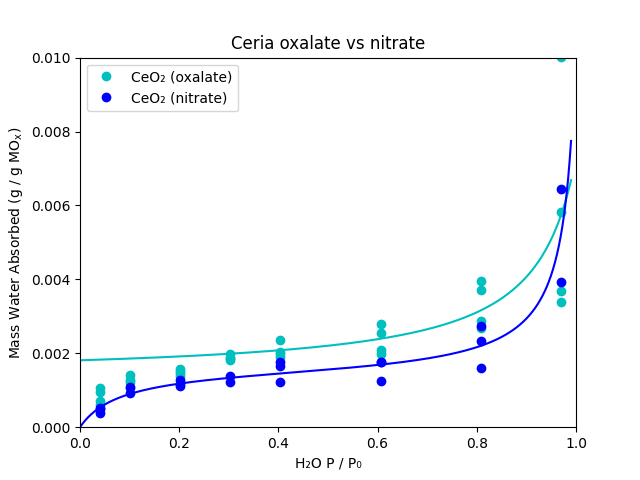 Ceria oxalate vs nitrate
CeO₂ (oxalate)
CeO₂ (nitrate)
Mass Water Absorbed (g / g MOₓ)
0.010
0.008
0.006
0.004
0.002
0.000
0.0 0.2 0.4 0.6 0.8 1.0
H₂O P / P₀